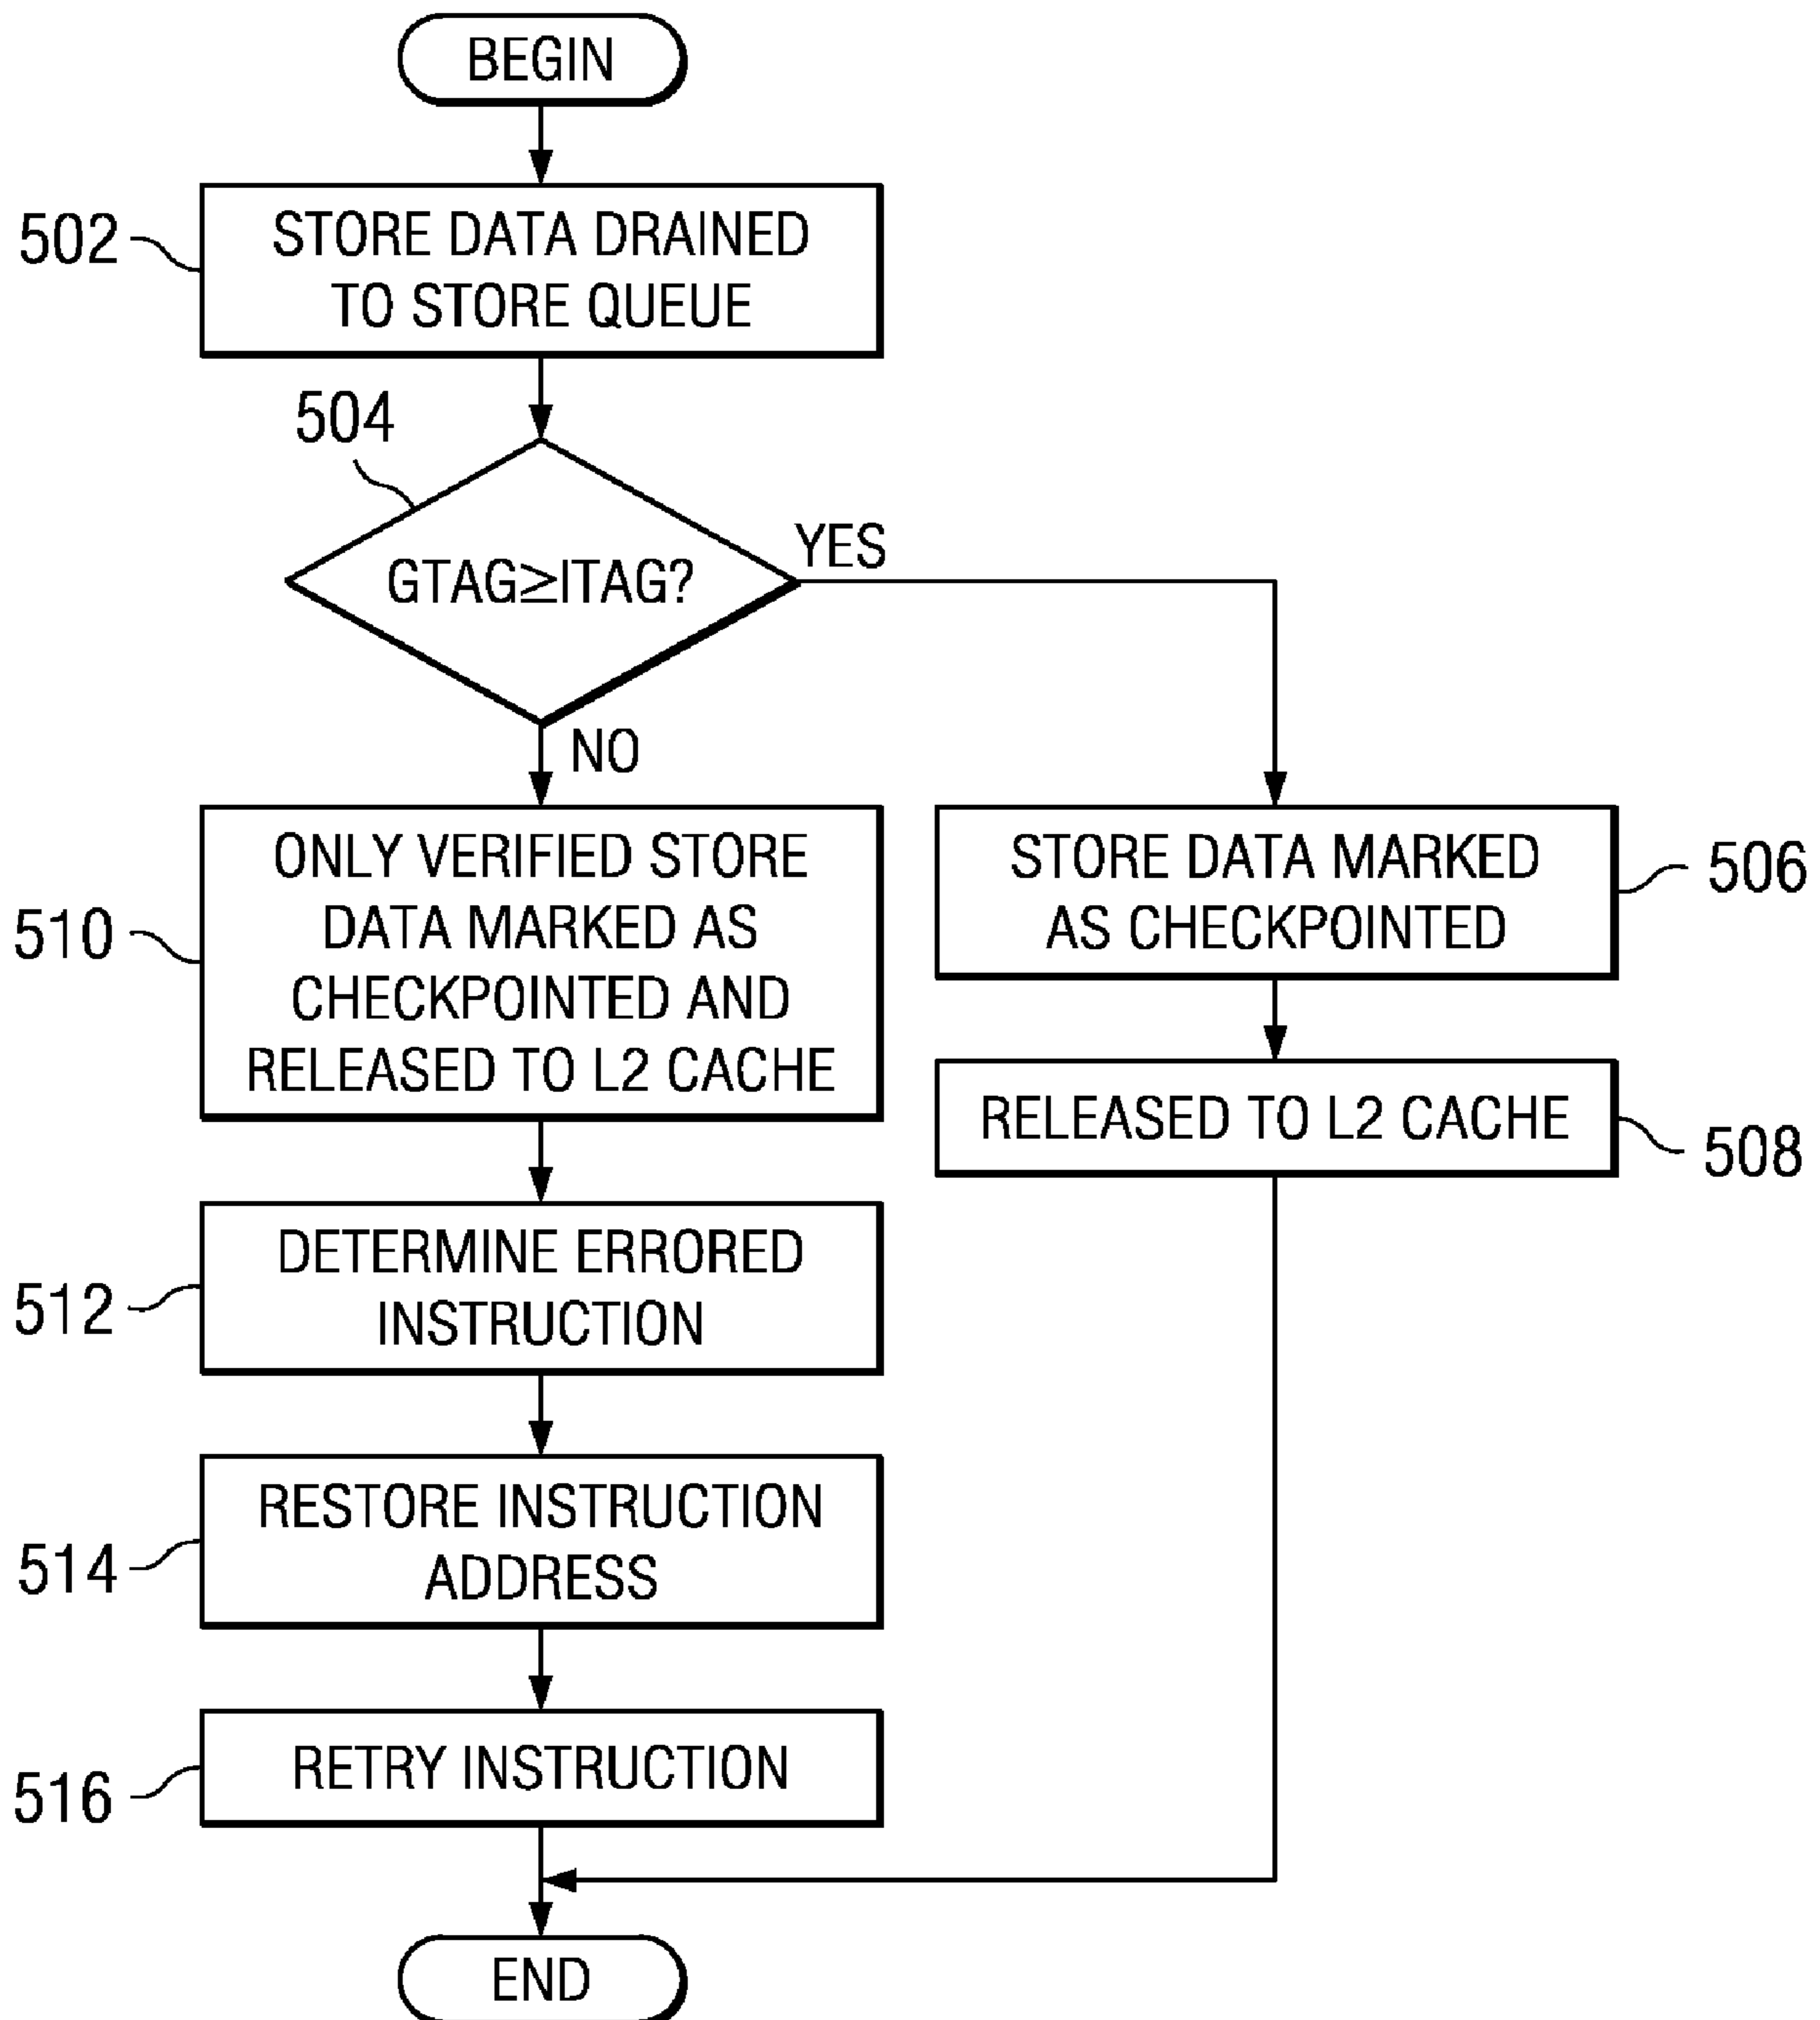 BEGIN
502
STORE DATA DRAINED
TO STORE QUEUE
504
GTAG≥ITAG?
YES
NO
510
ONLY VERIFIED STORE
DATA MARKED AS
CHECKPOINTED AND
RELEASED TO L2 CACHE
STORE DATA MARKED
AS CHECKPOINTED
506
RELEASED TO L2 CACHE
508
512
DETERMINE ERRORED
INSTRUCTION
514
RESTORE INSTRUCTION
ADDRESS
516
RETRY INSTRUCTION
END